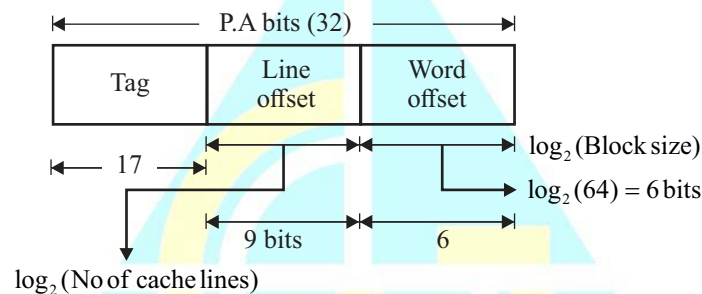 P.A bits (32)
Tag
Line
offset
Word
offset
log₂(Block size)
17
log₂(64) = 6 bits
9 bits
6
log₂(No of cache lines)